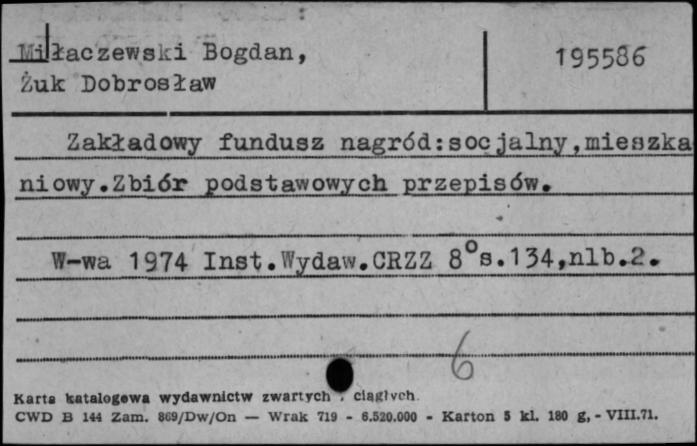 Miłaczewski Bogdan,
Żuk Dobrosław
195586
Zakładowy fundusz nagród:socjalny,mieszka
niowy.Zbiór podstawowych przepisów.
W-wa 1974 Inst.Wydaw.CRZZ 8°s.134,nlb.2.
6
Karta katalogowa wydawnictw zwartych i ciągłych.
CWD B 144 Zam. 869/Dw/On — Wrak 719 - 6.520.000 - Karton 5 kl. 180 g, - VIII.71.